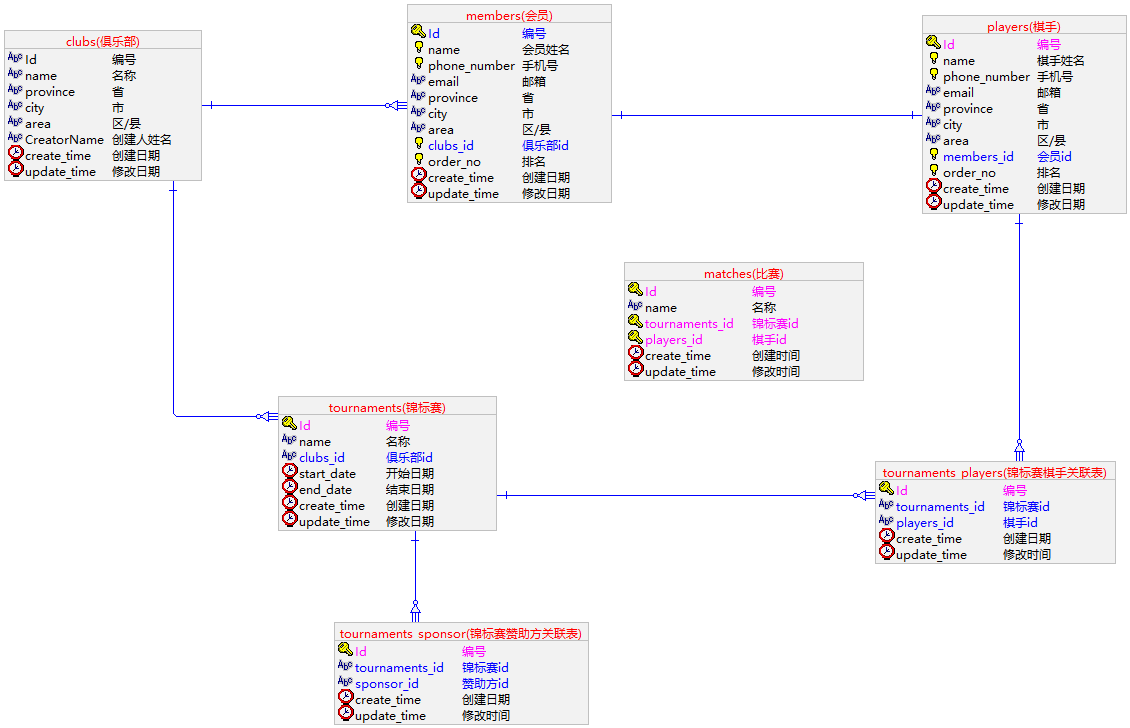 clubs(俱乐部)
Id 编号
name 名称
province 省
city 市
area 区/县
CreatorName 创建人姓名
create_time 创建日期
update_time 修改日期
members(会员)
Id 编号
name 会员姓名
phone_number 手机号
email 邮箱
province 省
city 市
area 区/县
clubs_id 俱乐部id
order_no 排名
create_time 创建日期
update_time 修改日期
players(棋手)
Id 编号
name 棋手姓名
phone_number 手机号
email 邮箱
province 省
city 市
area 区/县
members_id 会员id
order_no 排名
create_time 创建日期
update_time 修改日期
matches(比赛)
Id 编号
name 名称
tournaments_id 锦标赛id
players_id 棋手id
create_time 创建时间
update_time 修改时间
tournaments(锦标赛)
Id 编号
name 名称
clubs_id 俱乐部id
start_date 开始日期
end_date 结束日期
create_time 创建日期
update_time 修改日期
tournaments_players(锦标赛棋手关联表)
Id 编号
tournaments_id 锦标赛id
players_id 棋手id
create_time 创建日期
update_time 修改时间
tournaments_sponsor(锦标赛赞助方关联表)
Id 编号
tournaments_id 锦标赛id
sponsor_id 赞助方id
create_time 创建日期
update_time 修改时间